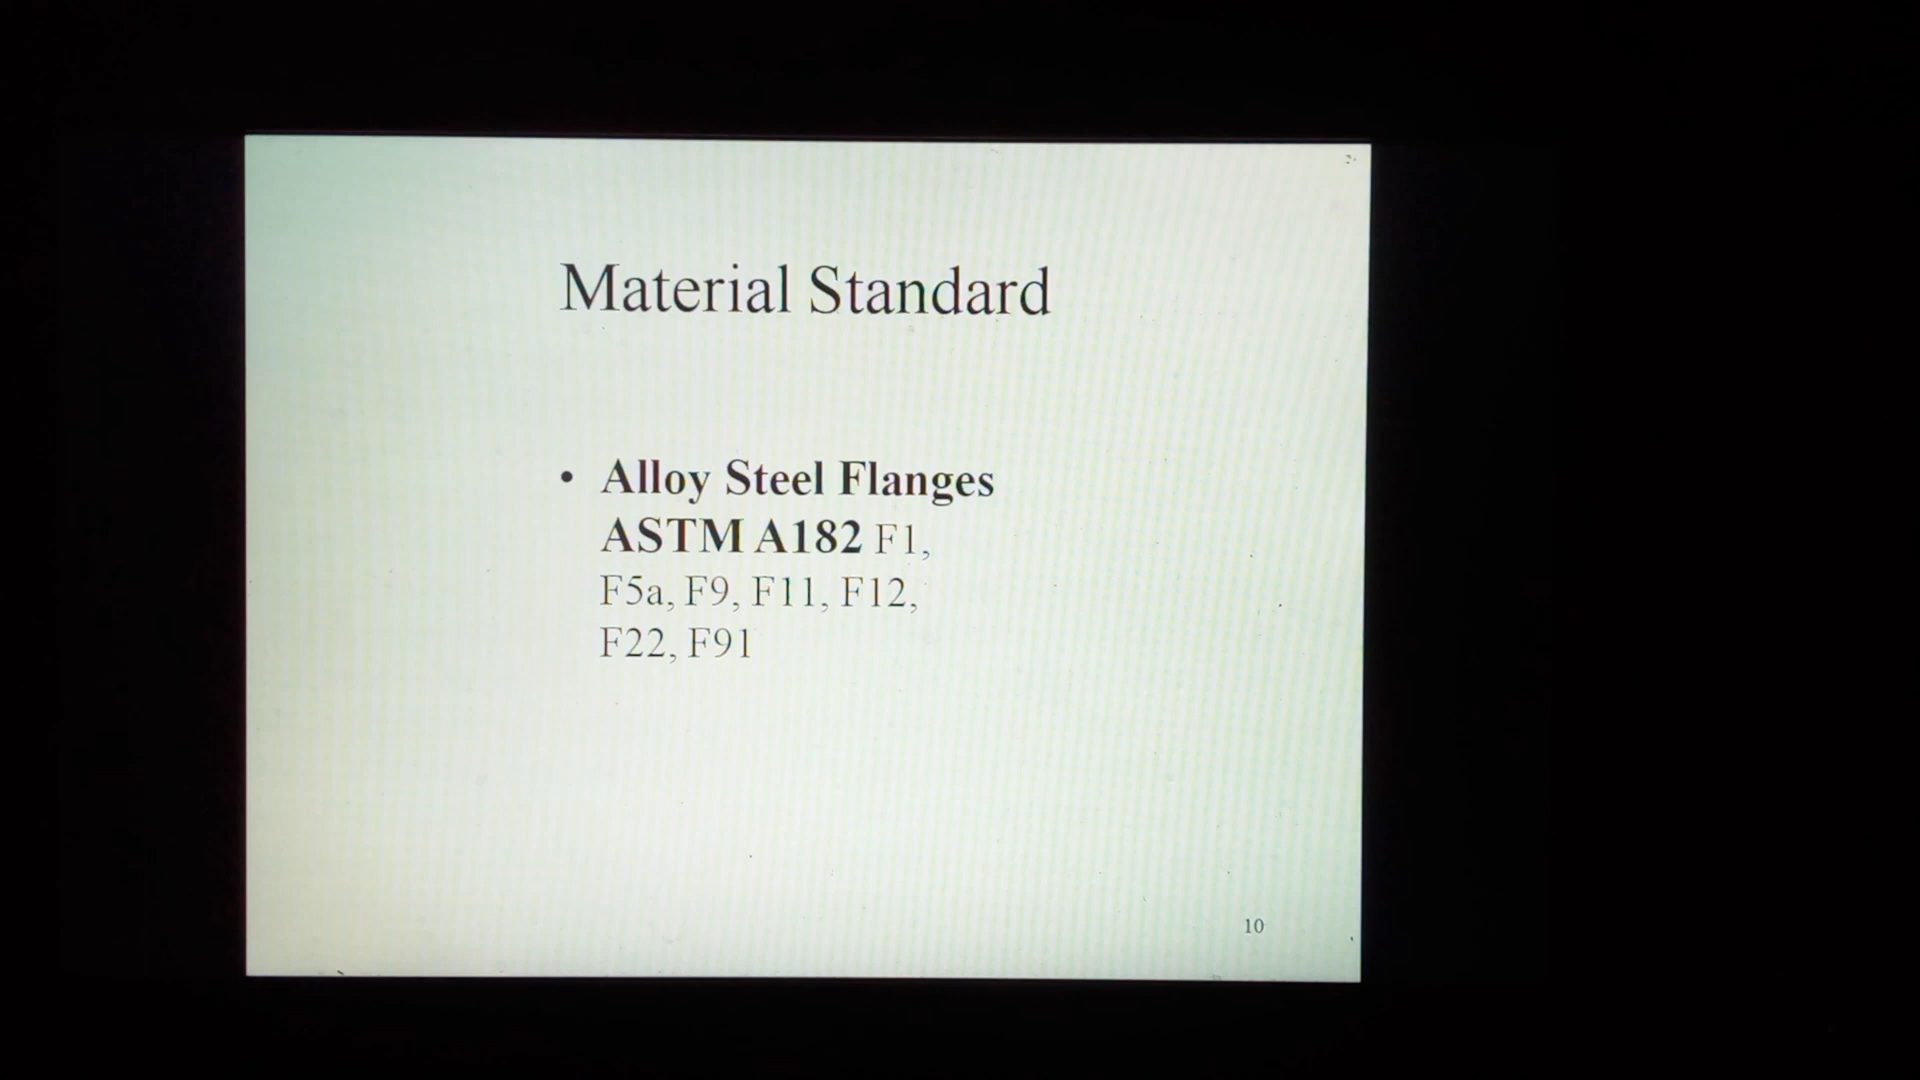 Material Standard
• Alloy Steel Flanges
ASTM A182 F1,
F5a, F9, F11, F12,
F22, F91
10